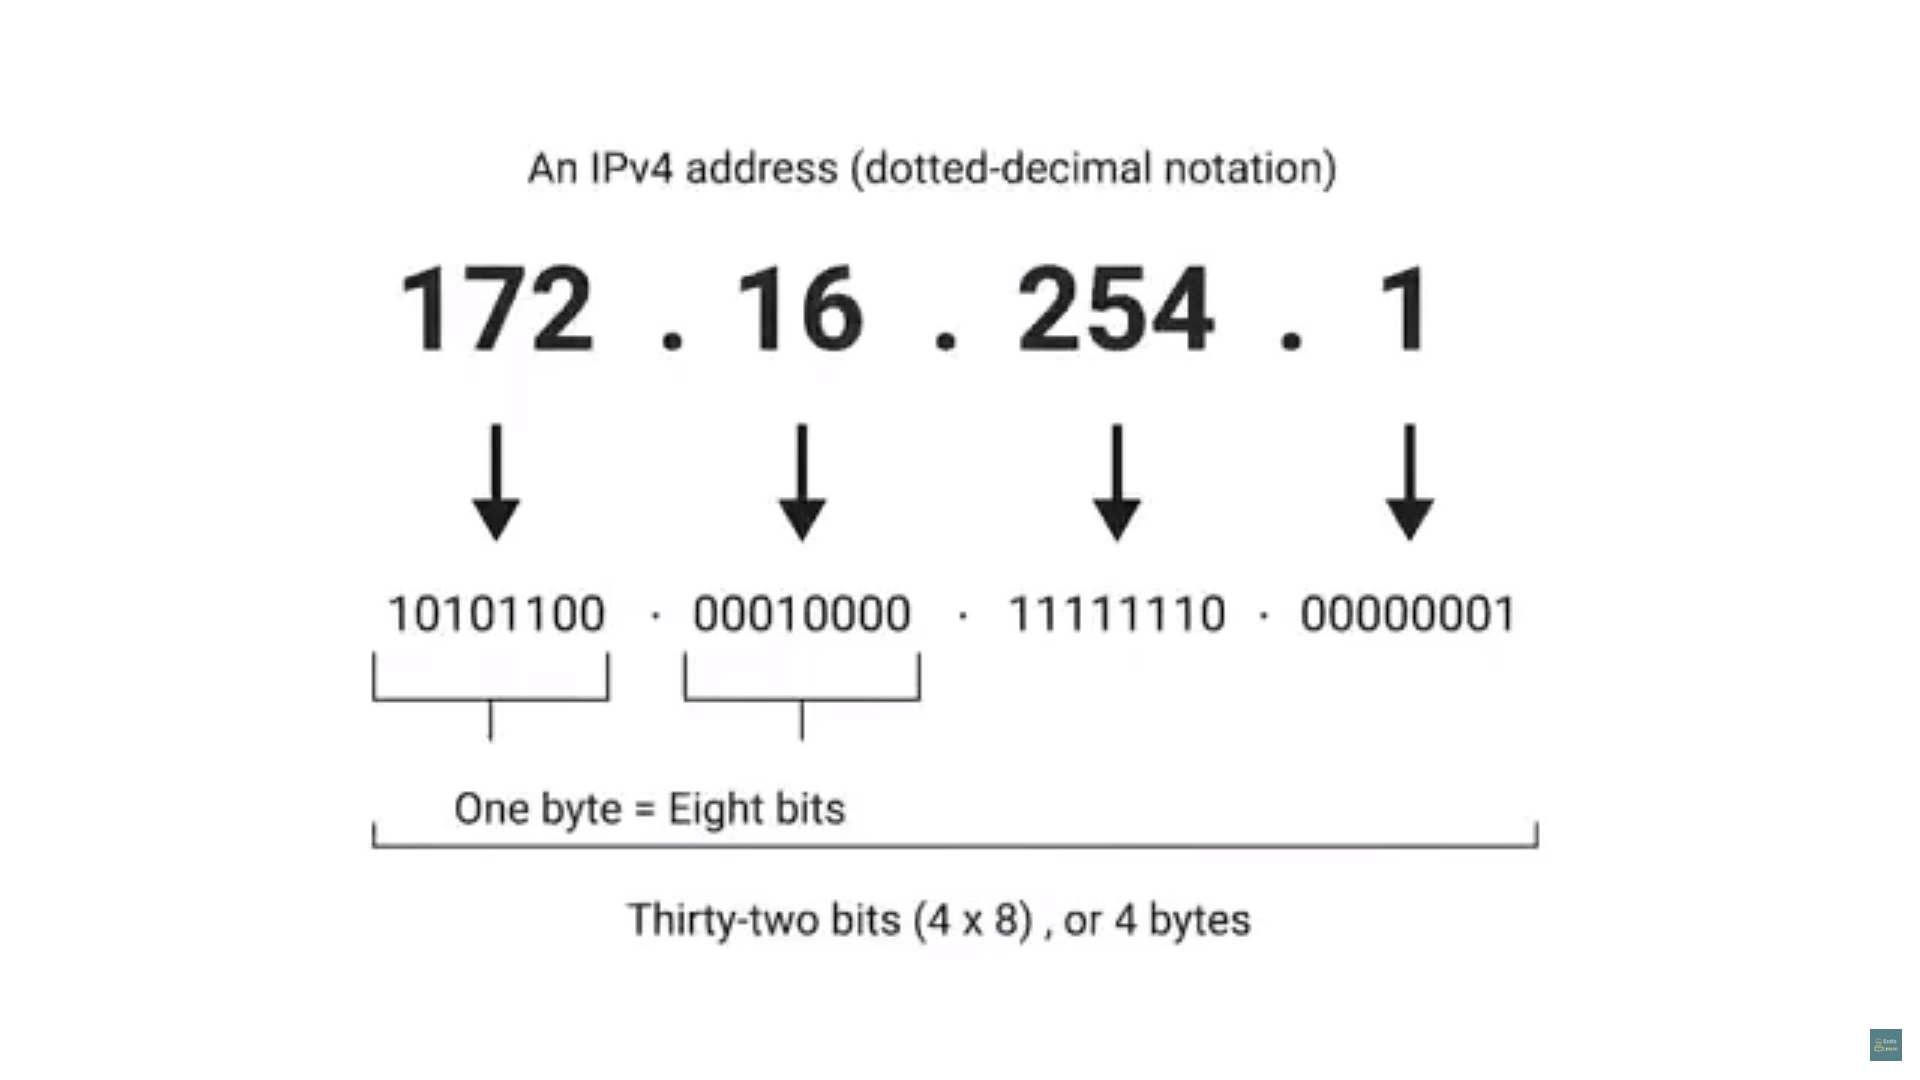 An IPv4 address (dotted-decimal notation)
172 . 16 . 254 . 1
10101100 · 00010000 · 11111110 · 00000001
One byte = Eight bits
Thirty-two bits (4 x 8) , or 4 bytes